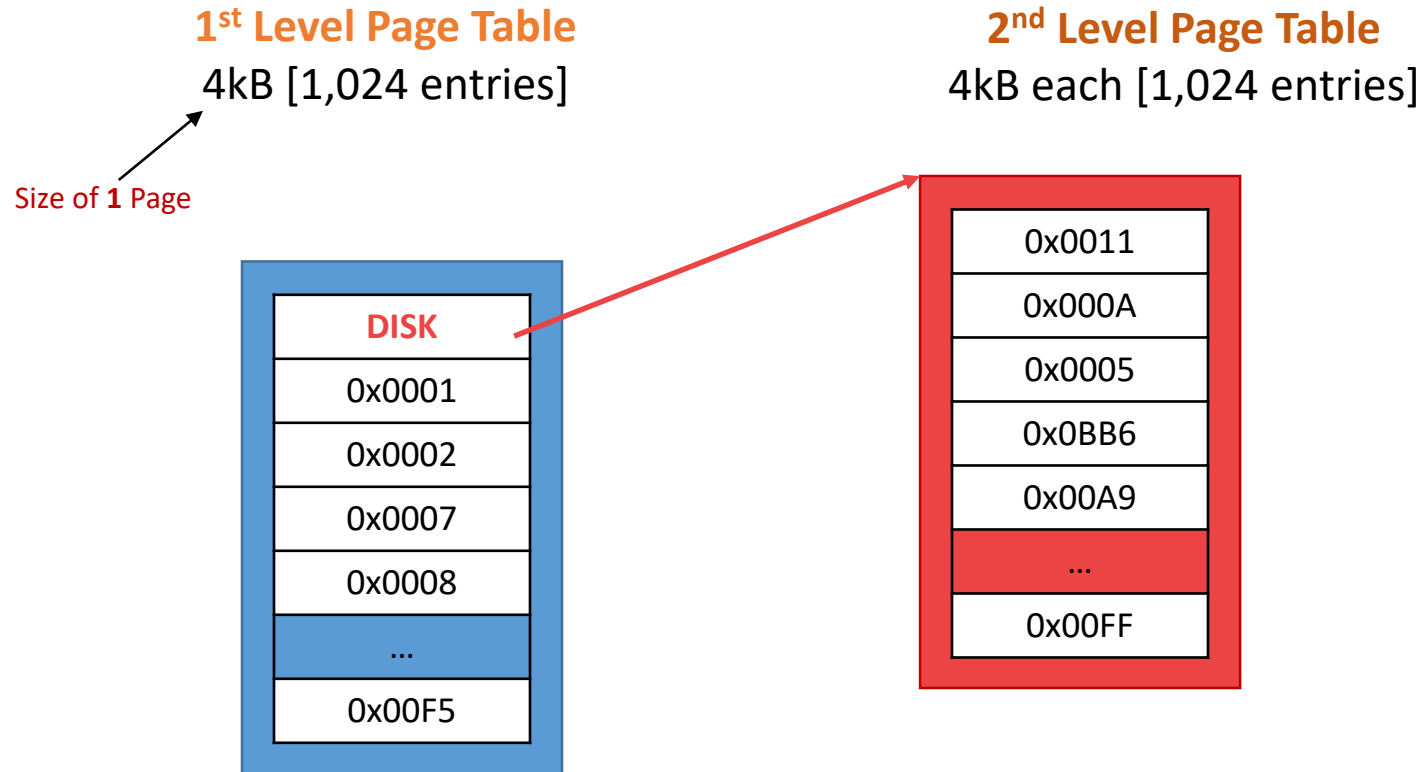 1st Level Page Table
4kB [1,024 entries]
Size of 1 Page
DISK
0x0001
0x0002
0x0007
0x0008
...
0x00F5
2nd Level Page Table
4kB each [1,024 entries]
0x0011
0x000A
0x0005
0x0BB6
0x00A9
...
0x00FF